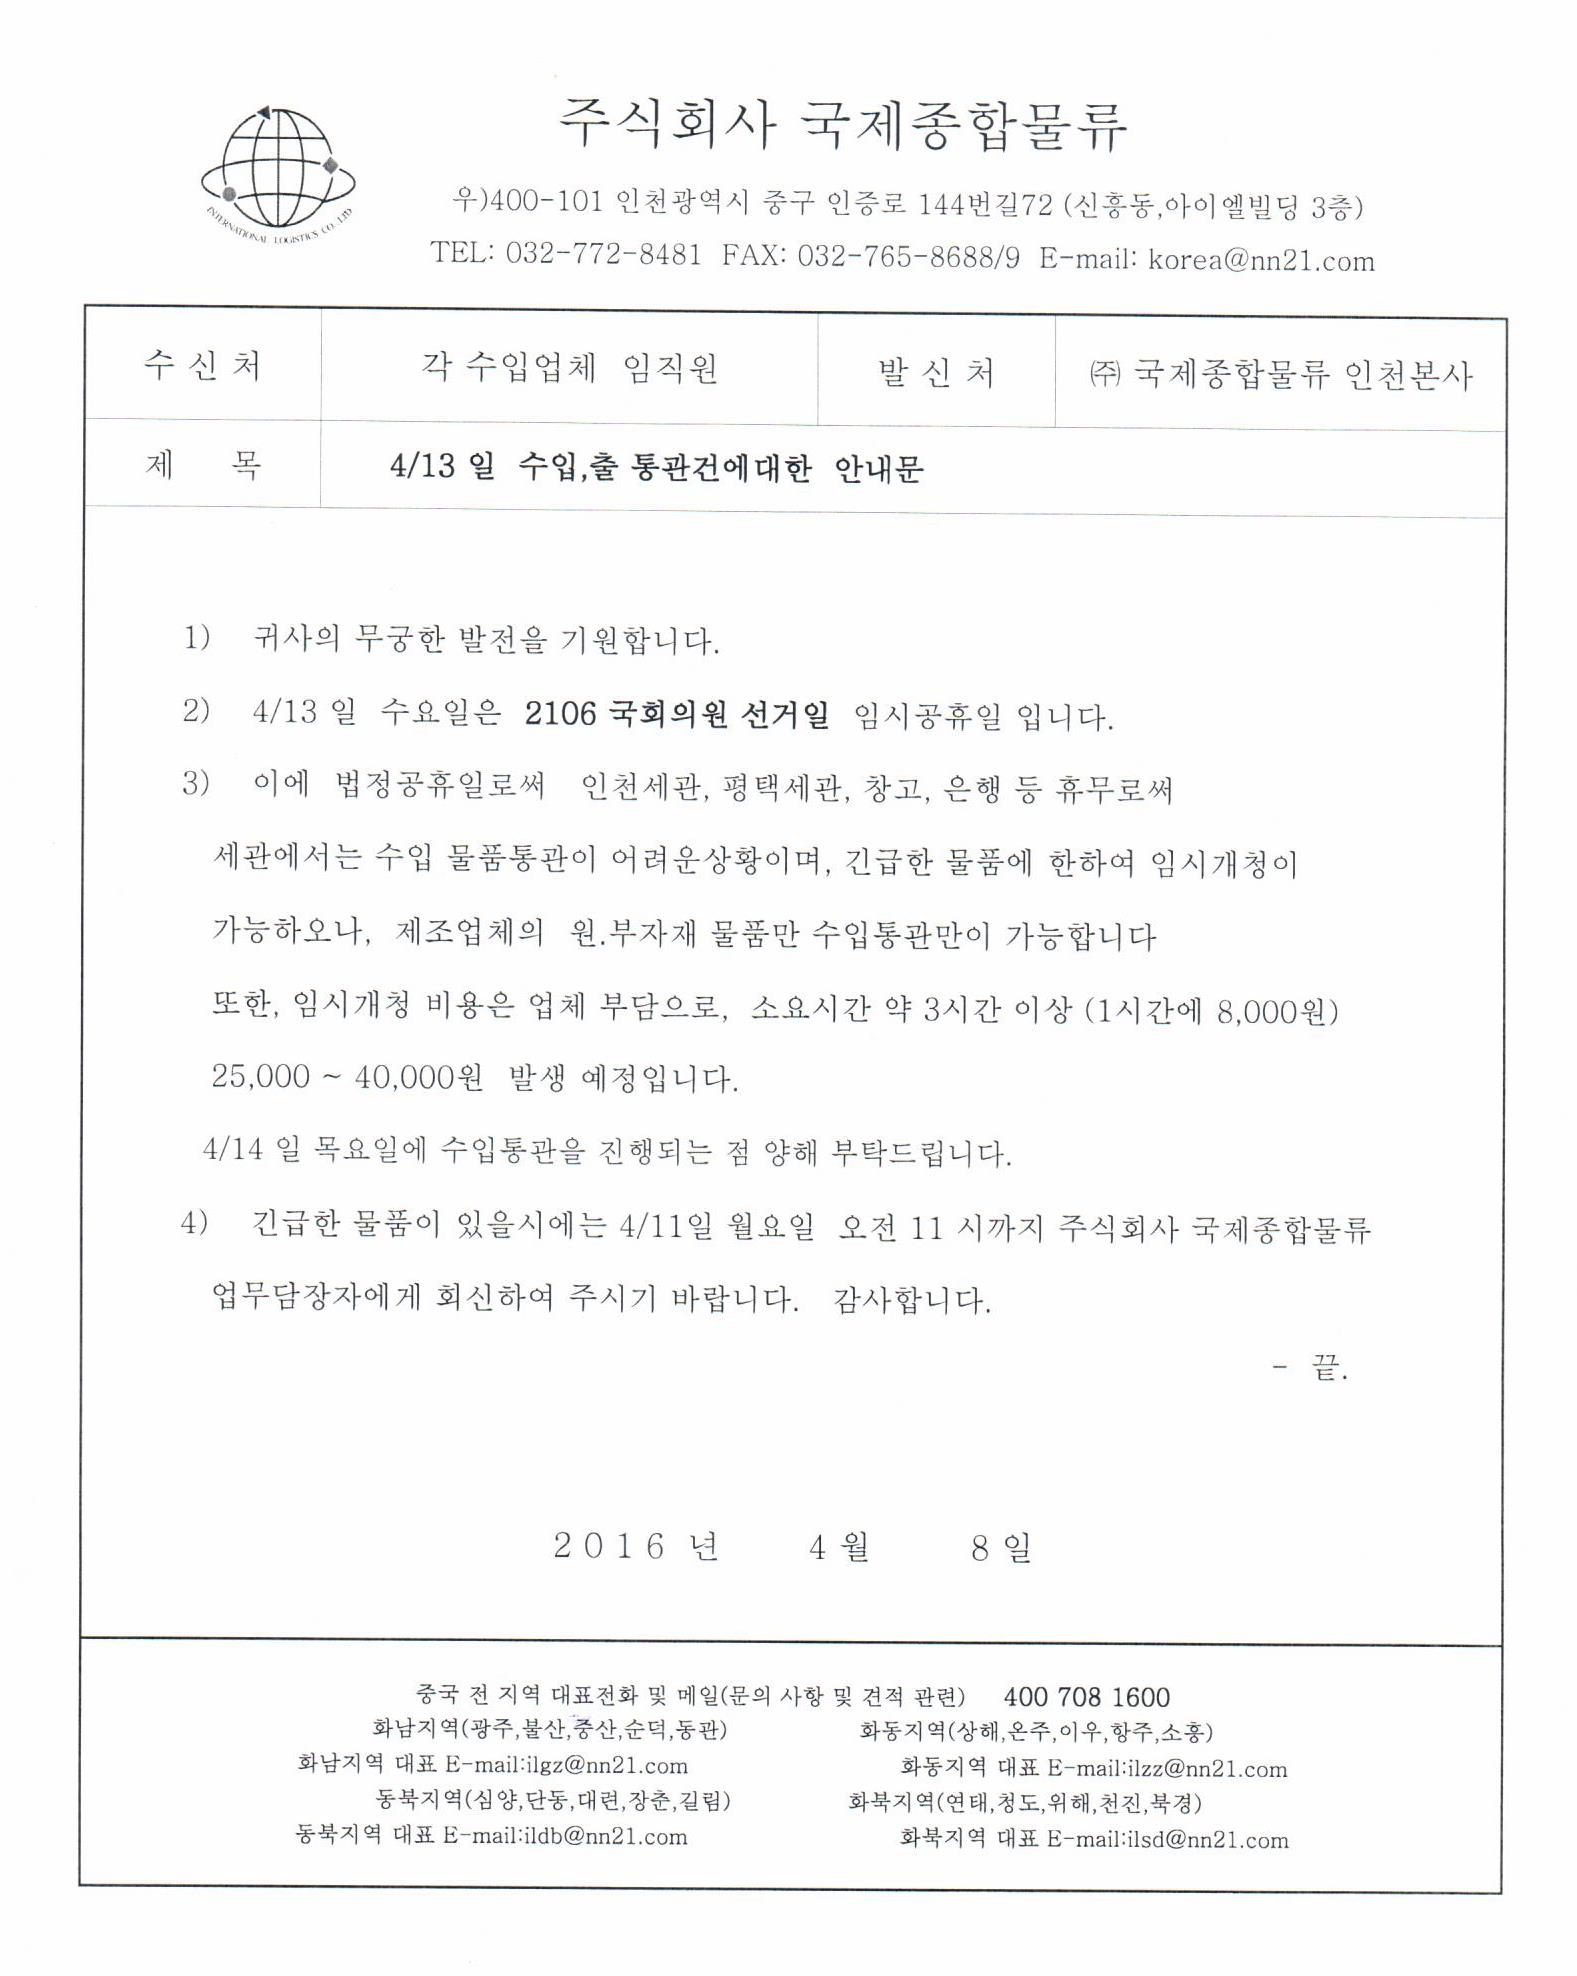 주식회사 국제종합물류
INTERNATIONAL LOGISTICS CO.,LTD
우)400-101 인천광역시 중구 인중로 144번길72 (신흥동,아이엘빌딩 3층)
TEL: 032-772-8481 FAX: 032-765-8688/9 E-mail: korea@nn21.com
수 신 처 각 수입업체 임직원 발 신 처 ㈜ 국제종합물류 인천본사
제 목 4/13 일 수입,출 통관건에대한 안내문
1) 귀사의 무궁한 발전을 기원합니다.
2) 4/13 일 수요일은 2106 국회의원 선거일 임시공휴일 입니다.
3) 이에 법정공휴일로써 인천세관, 평택세관, 창고, 은행 등 휴무로써
세관에서는 수입 물품통관이 어려운상황이며, 긴급한 물품에 한하여 임시개청이
가능하오나, 제조업체의 원.부자재 물품만 수입통관만이 가능합니다
또한, 임시개청 비용은 업체 부담으로, 소요시간 약 3시간 이상 (1시간에 8,000원)
25,000 ~ 40,000원 발생 예정입니다.
4/14 일 목요일에 수입통관을 진행되는 점 양해 부탁드립니다.
4) 긴급한 물품이 있을시에는 4/11일 월요일 오전 11 시까지 주식회사 국제종합물류
업무담장자에게 회신하여 주시기 바랍니다. 감사합니다.
- 끝.
2016 년 4 월 8 일
중국 전 지역 대표전화 및 메일(문의 사항 및 견적 관련) 400 708 1600
화남지역(광주,불산,중산,순덕,동관) 화동지역(상해,온주,이우,항주,소흥)
화남지역 대표 E-mail:ilgz@nn21.com 화동지역 대표 E-mail:ilzz@nn21.com
동북지역(심양,단동,대련,장춘,길림) 화북지역(연태,청도,위해,천진,북경)
동북지역 대표 E-mail:ildb@nn21.com 화북지역 대표 E-mail:ilsd@nn21.com